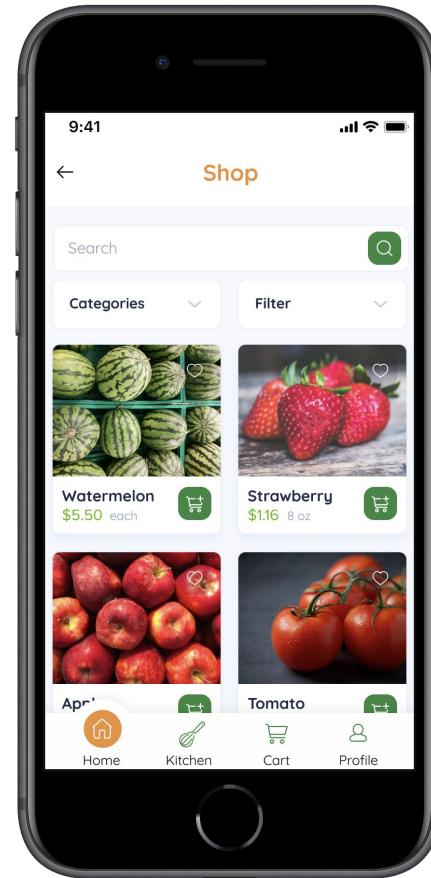 9:41
Shop
Search
Categories
Filter
Watermelon
$5.50 each
Strawberry
$1.16 8 oz
Tomato
Home
Kitchen
Cart
Profile